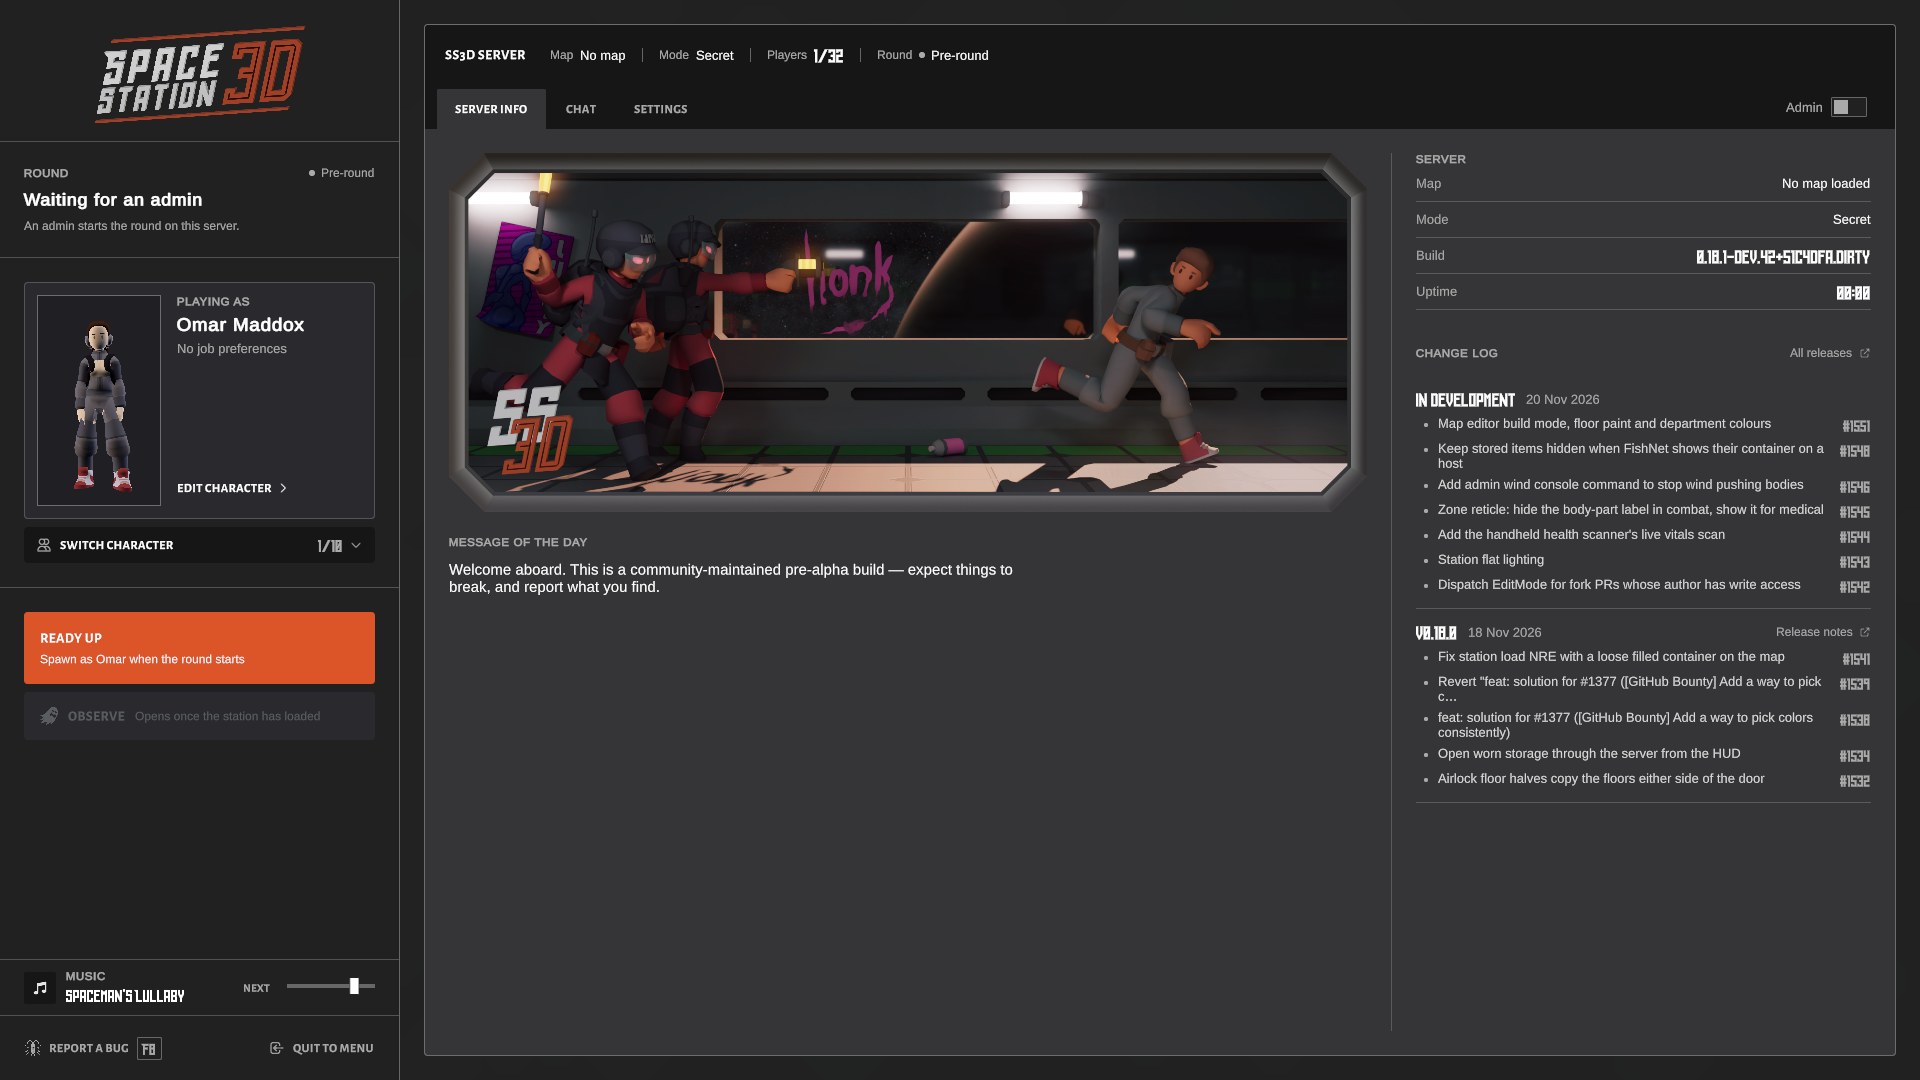 SPACE STATION 3D
ROUND
Pre-round
Waiting for an admin
An admin starts the round on this server.
PLAYING AS
Omar Maddox
No job preferences
EDIT CHARACTER
SWITCH CHARACTER
1/10
READY UP
Spawn as Omar when the round starts
OBSERVE Opens once the station has loaded
MUSIC
SPACEMAN'S LULLABY
NEXT
REPORT A BUG F8
QUIT TO MENU
SS3D SERVER Map No map Mode Secret Players 1/32 Round Pre-round
SERVER INFO CHAT SETTINGS
Admin
Honk
SS
3D
MESSAGE OF THE DAY
Welcome aboard. This is a community-maintained pre-alpha build — expect things to
break, and report what you find.
SERVER
Map No map loaded
Mode Secret
Build 0.18.1-DEV.42+51C4DFA.DIRTY
Uptime 00:00
CHANGE LOG All releases
IN DEVELOPMENT 20 Nov 2026
Map editor build mode, floor paint and department colours #1551
Keep stored items hidden when FishNet shows their container on a #1548
host
Add admin wind console command to stop wind pushing bodies #1546
Zone reticle: hide the body-part label in combat, show it for medical #1545
Add the handheld health scanner's live vitals scan #1544
Station flat lighting #1543
Dispatch EditMode for fork PRs whose author has write access #1542
V0.18.0 18 Nov 2026 Release notes
Fix station load NRE with a loose filled container on the map #1541
Revert "feat: solution for #1377 ([GitHub Bounty] Add a way to pick #1539
c...
feat: solution for #1377 ([GitHub Bounty] Add a way to pick colors #1538
consistently)
Open worn storage through the server from the HUD #1534
Airlock floor halves copy the floors either side of the door #1532